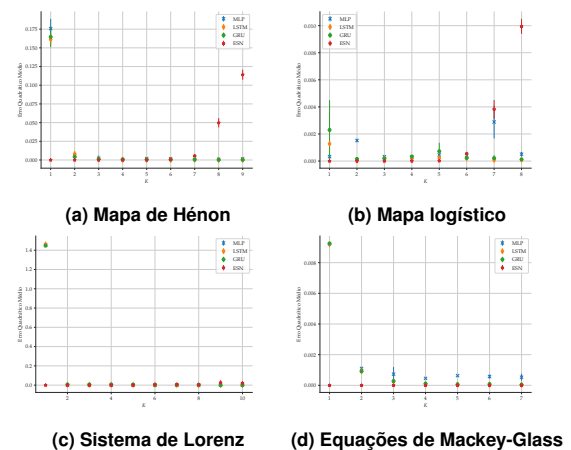 0.175
0.150
0.125
0.100
0.075
0.050
0.025
0.000
Erro Quadrático Médio
1 2 3 4 5 6 7 8 9
K
MLP
LSTM
GRU
ESN
(a) Mapa de Hénon
0.010
0.008
0.006
0.004
0.002
0.000
Erro Quadrático Médio
1 2 3 4 5 6 7 8
K
MLP
LSTM
GRU
ESN
(b) Mapa logístico
1.4
1.2
1.0
0.8
0.6
0.4
0.2
0.0
Erro Quadrático Médio
2 4 6 8 10
K
MLP
LSTM
GRU
ESN
(c) Sistema de Lorenz
0.008
0.006
0.004
0.002
0.000
Erro Quadrático Médio
1 2 3 4 5 6 7
K
MLP
LSTM
GRU
ESN
(d) Equações de Mackey-Glass